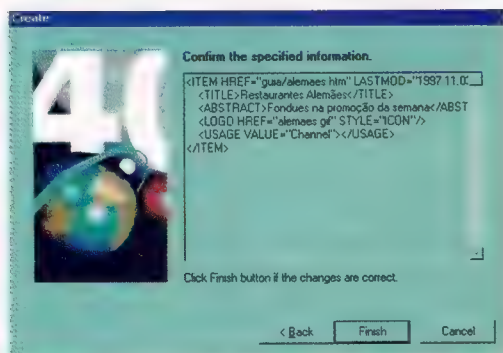 Create
Confirm the specified information.
<ITEM HREF="guia/alemaes.htm" LASTMOD="1997.11.0
<TITLE>Restaurantes Alemães</TITLE>
<ABSTRACT>Fondues na promoção da semana</ABST
<LOGO HREF="alemaes.gif" STYLE="ICON"/>
<USAGE VALUE="Channel"></USAGE>
</ITEM>
Click Finish button if the changes are correct.
< Back Finish Cancel